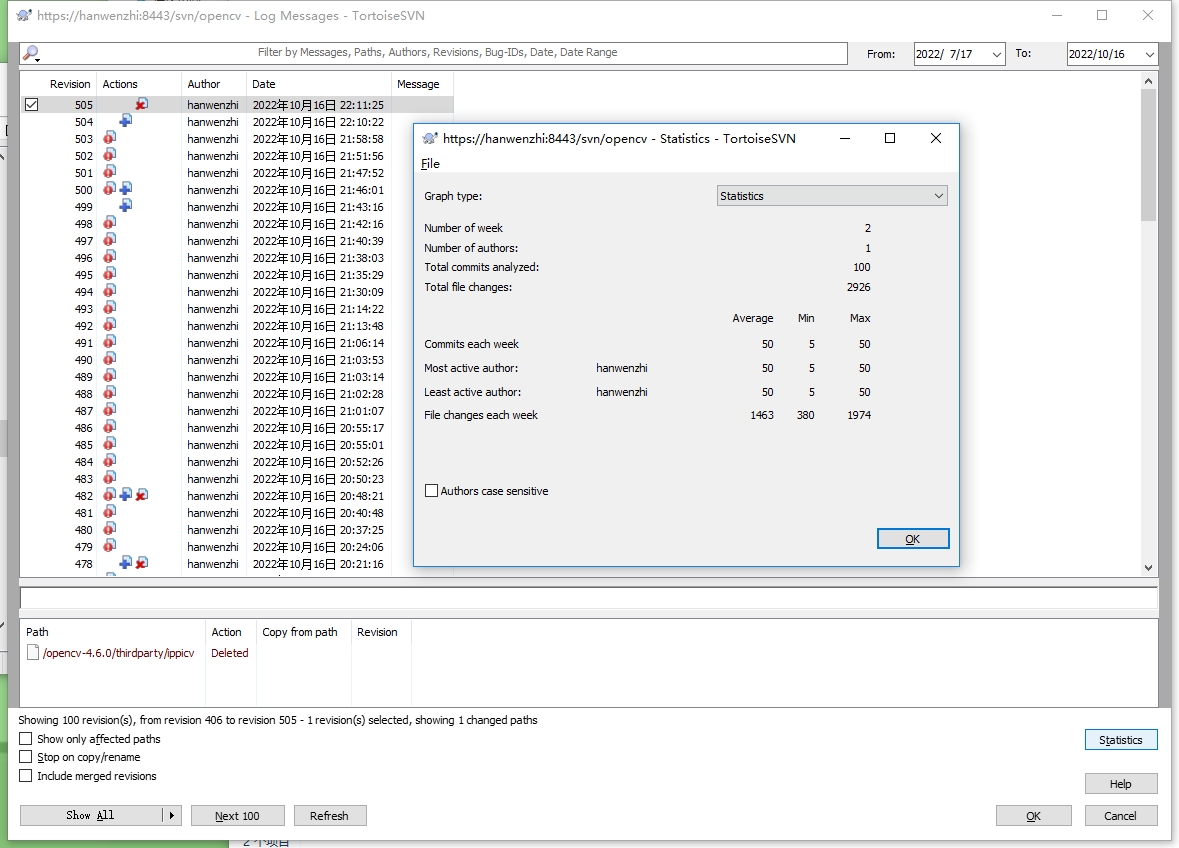 https://hanwenzhi:8443/svn/opencv - Log Messages - TortoiseSVN
Filter by Messages, Paths, Authors, Revisions, Bug-IDs, Date, Date Range
From: 2022/ 7/17 To: 2022/10/16
Revision Actions Author Date Message
505 hanwenzhi 2022年10月16日 22:11:25
504 hanwenzhi 2022年10月16日 22:10:22
503 hanwenzhi 2022年10月16日 21:58:58
502 hanwenzhi 2022年10月16日 21:51:56
501 hanwenzhi 2022年10月16日 21:47:52
500 hanwenzhi 2022年10月16日 21:46:01
499 hanwenzhi 2022年10月16日 21:43:16
498 hanwenzhi 2022年10月16日 21:42:16
497 hanwenzhi 2022年10月16日 21:40:39
496 hanwenzhi 2022年10月16日 21:38:03
495 hanwenzhi 2022年10月16日 21:35:29
494 hanwenzhi 2022年10月16日 21:30:09
493 hanwenzhi 2022年10月16日 21:14:22
492 hanwenzhi 2022年10月16日 21:13:48
491 hanwenzhi 2022年10月16日 21:06:14
490 hanwenzhi 2022年10月16日 21:03:53
489 hanwenzhi 2022年10月16日 21:03:14
488 hanwenzhi 2022年10月16日 21:02:28
487 hanwenzhi 2022年10月16日 21:01:07
486 hanwenzhi 2022年10月16日 20:55:17
485 hanwenzhi 2022年10月16日 20:55:01
484 hanwenzhi 2022年10月16日 20:52:26
483 hanwenzhi 2022年10月16日 20:50:23
482 hanwenzhi 2022年10月16日 20:48:21
481 hanwenzhi 2022年10月16日 20:40:48
480 hanwenzhi 2022年10月16日 20:37:25
479 hanwenzhi 2022年10月16日 20:24:06
478 hanwenzhi 2022年10月16日 20:21:16
https://hanwenzhi:8443/svn/opencv - Statistics - TortoiseSVN
File
Graph type: Statistics
Number of week 2
Number of authors: 1
Total commits analyzed: 100
Total file changes: 2926
Average Min Max
Commits each week 50 5 50
Most active author: hanwenzhi 50 5 50
Least active author: hanwenzhi 50 5 50
File changes each week 1463 380 1974
Authors case sensitive
OK
Path Action Copy from path Revision
/opencv-4.6.0/thirdparty/ippicv Deleted
Showing 100 revision(s), from revision 406 to revision 505 - 1 revision(s) selected, showing 1 changed paths
Show only affected paths
Stop on copy/rename
Include merged revisions
Statistics
Help
Show All Next 100 Refresh OK Cancel
2 个项目